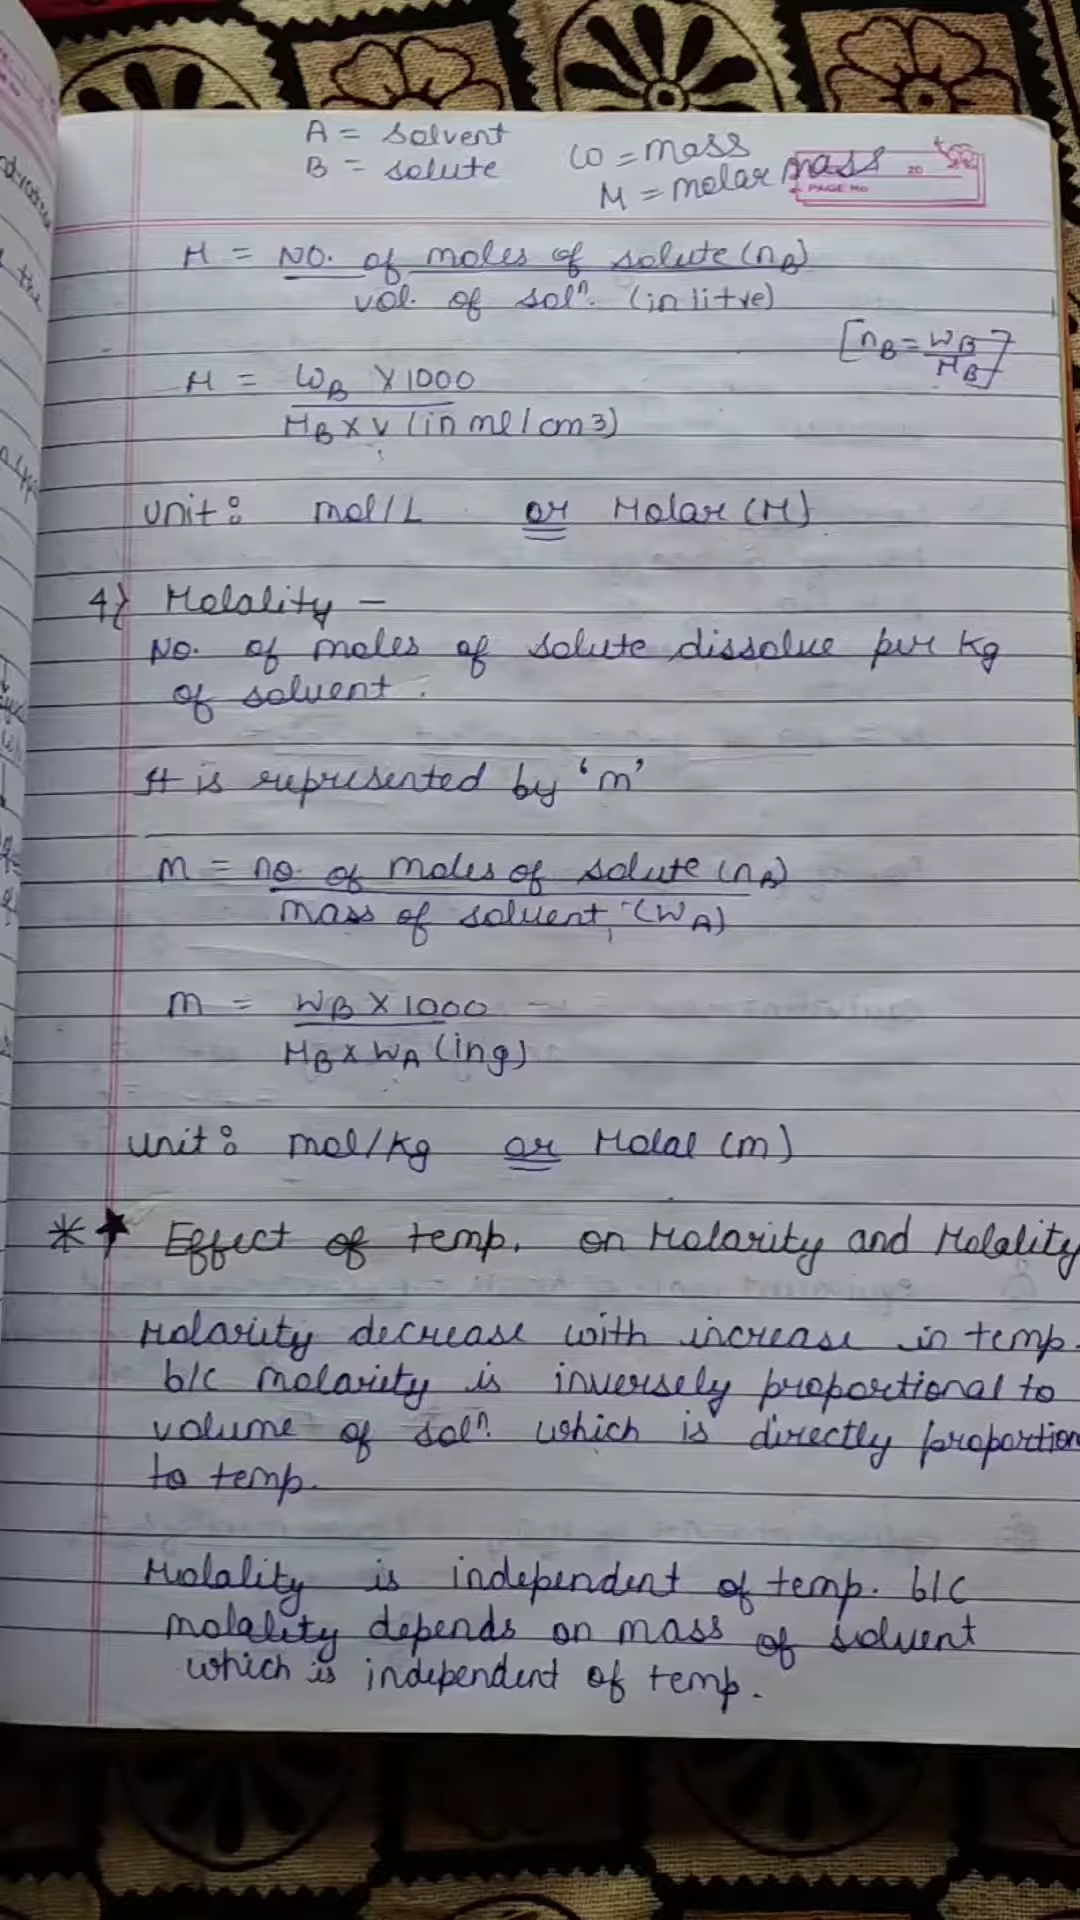 A = solvent
B = solute
W = mass
M = molar mass
20
PAGE No
M = NO. of moles of solute (nB)
vol. of solⁿ. (in litre)
[nB = WB
MB]
M = WB X 1000
MB x V (in ml / cm3)
unit: mol/L or Molar (M)
4} Molality -
No. of moles of solute dissolve per kg
of solvent.
It is represented by 'm'
m = no. of moles of solute (nB)
mass of solvent (WA)
m = WB X 1000
MB x WA (in g)
unit: mol/kg or Molal (m)
* ★ Effect of temp. on Molarity and Molality
Molarity decrease with increase in temp.
b/c molarity is inversely proportional to
volume of solⁿ. which is directly proportion
to temp.
Molality is independent of temp. b/c
molality depends on mass of solvent
which is independent of temp.